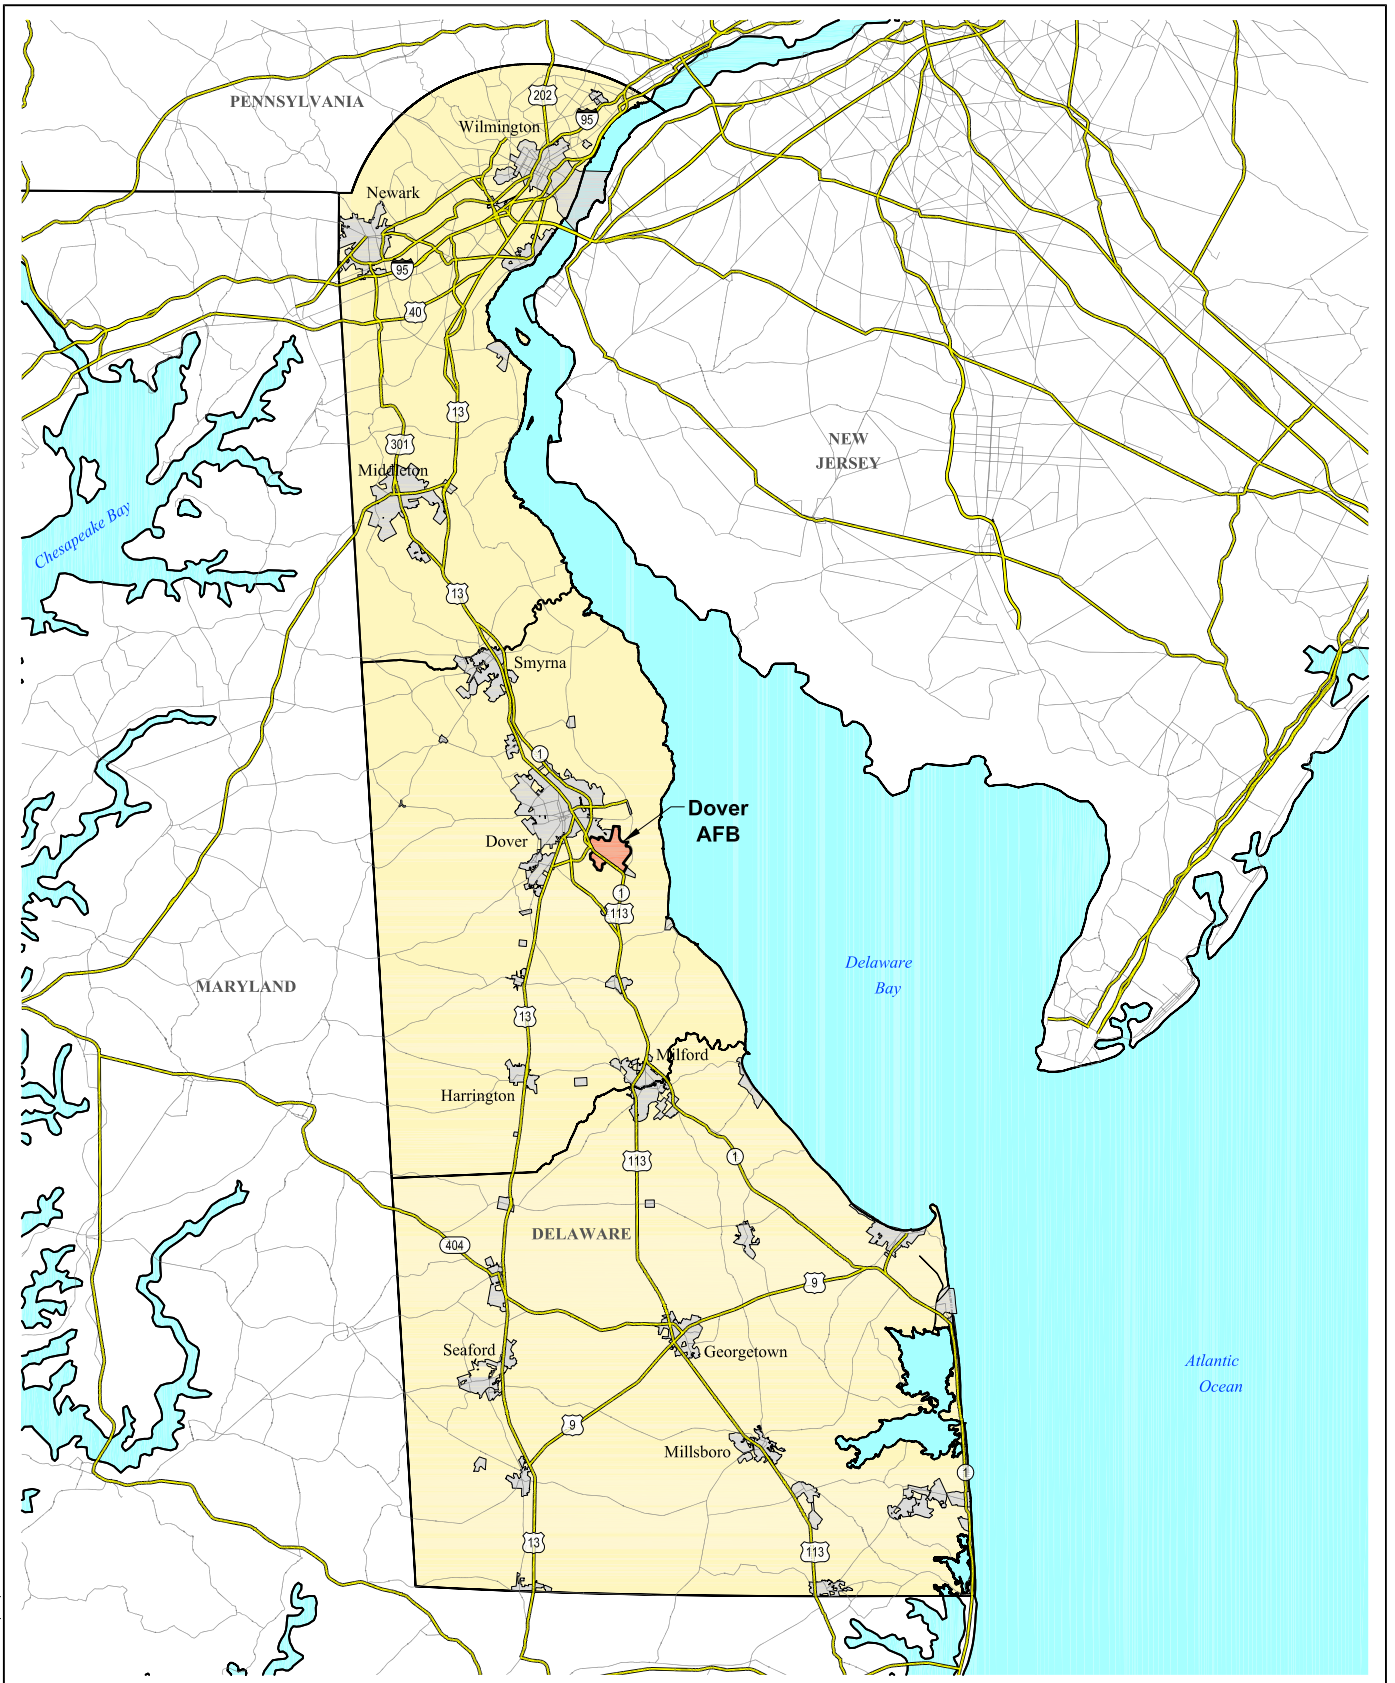 202
PENNSYLVANIA
95
Wilmington
Newark
95
40
13
301
NEW
JERSEY
Middleton
Chesapeake Bay
13
Smyrna
1
Dover
AFB
Dover
1
113
Delaware
Bay
MARYLAND
13
Milford
Harrington
113
1
DELAWARE
404
9
Seaford
Georgetown
Atlantic
Ocean
9
Millsboro
1
13
113